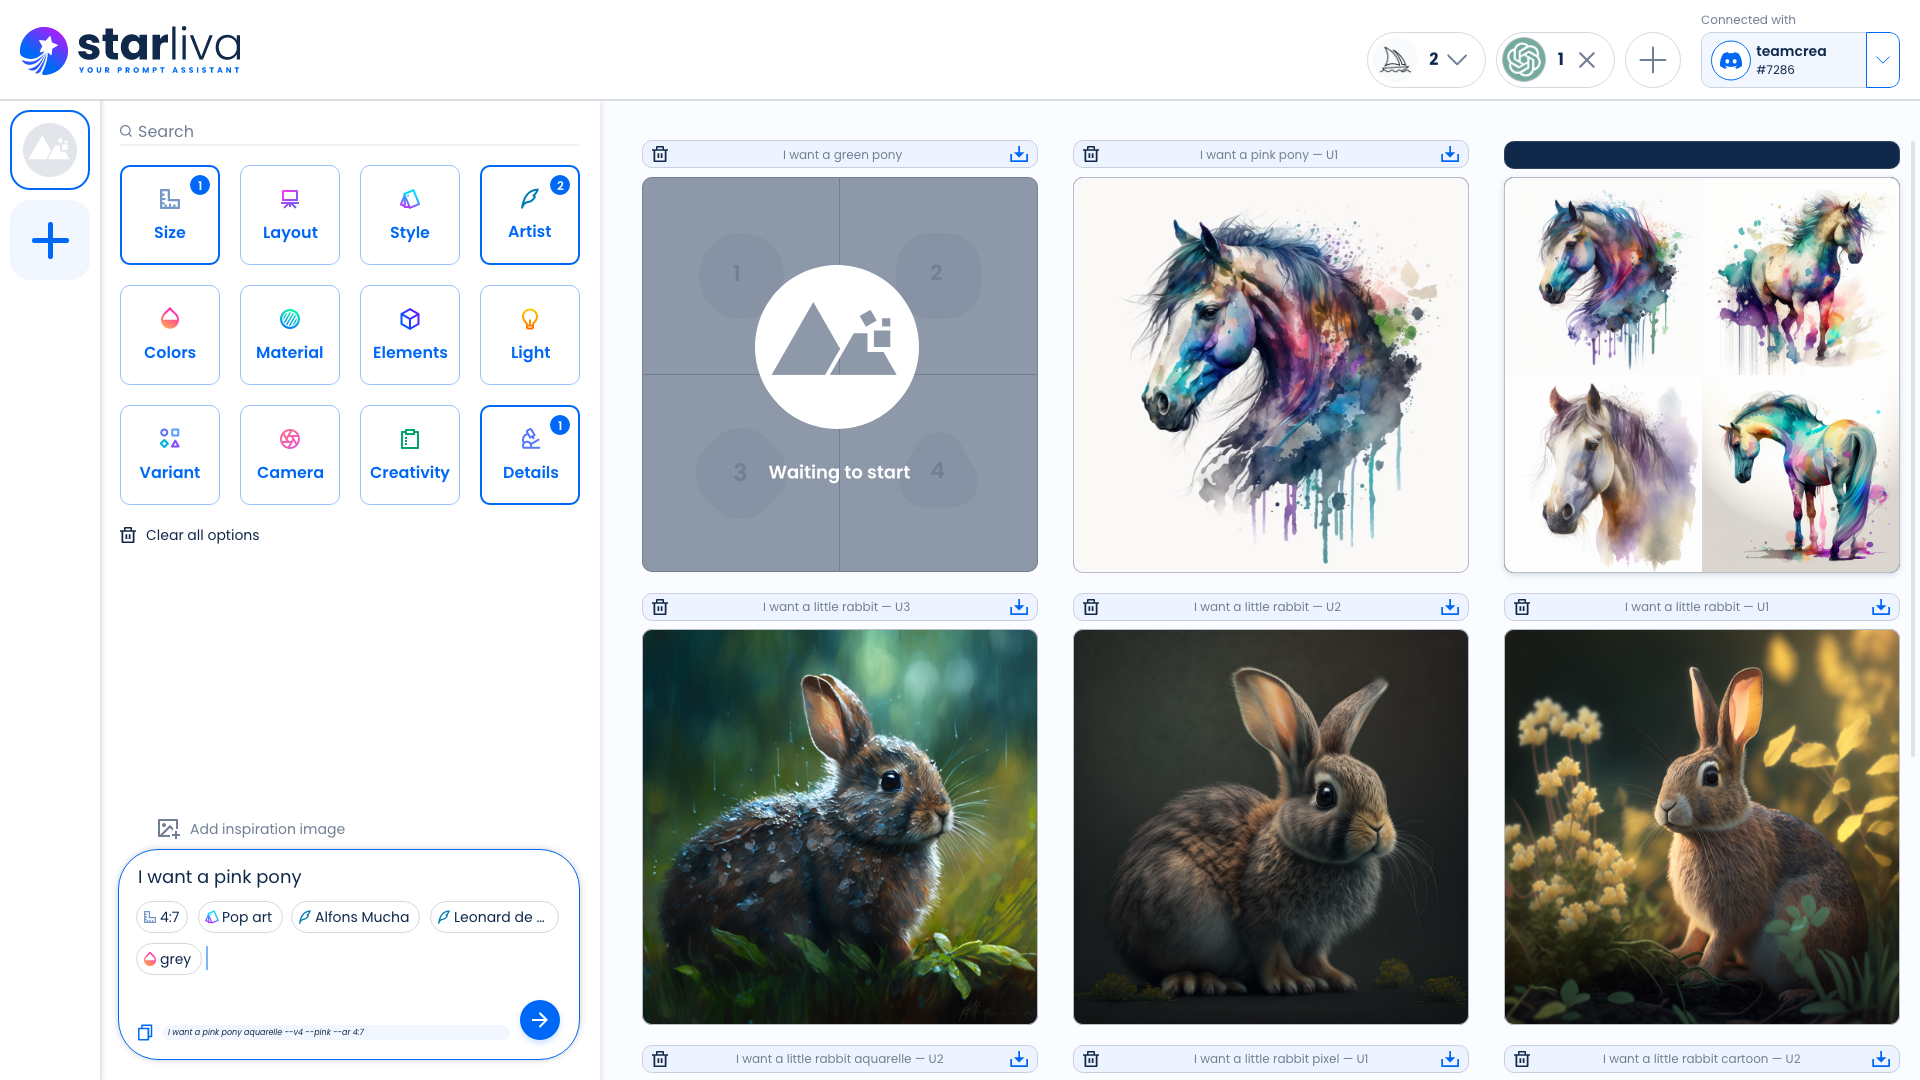 starliva
YOUR PROMPT ASSISTANT
2
1
Connected with
teamcrea
#7286
Search
1
Size
Layout
Style
2
Artist
Colors
Material
Elements
Light
Variant
Camera
Creativity
1
Details
Clear all options
Add inspiration image
I want a pink pony
4:7
Pop art
Alfons Mucha
Leonard de ...
grey
I want a pink pony aquarelle --v4 --pink --ar 4:7
I want a green pony
1
2
3
4
Waiting to start
I want a pink pony — U1
I want a little rabbit — U3
I want a little rabbit — U2
I want a little rabbit — U1
I want a little rabbit aquarelle — U2
I want a little rabbit pixel — U1
I want a little rabbit cartoon — U2